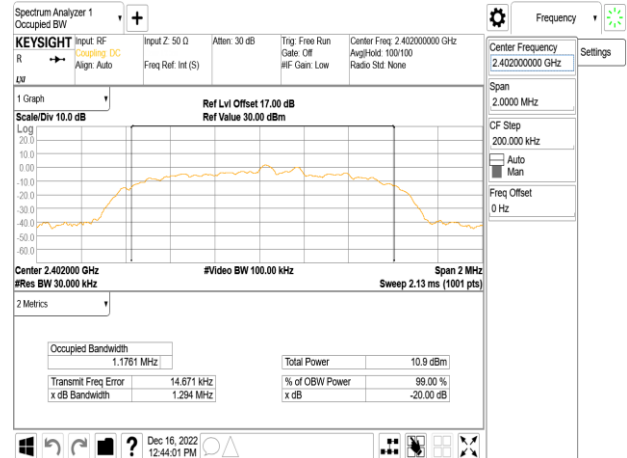 Spectrum Analyzer 1
Occupied BW
KEYSIGHT
Input: RF
Coupling: DC
Align: Auto
Input Z: 50 Ω
Freq Ref: Int (S)
Atten: 30 dB
Trig: Free Run
Gate: Off
#IF Gain: Low
Center Freq: 2.402000000 GHz
Avg|Hold: 100/100
Radio Std: None
R
LXI
1 Graph
Scale/Div 10.0 dB
Ref Lvl Offset 17.00 dB
Ref Value 30.00 dBm
Log
20.0
10.0
0.00
-10.0
-20.0
-30.0
-40.0
-50.0
-60.0
Center 2.402000 GHz
#Res BW 30.000 kHz
#Video BW 100.00 kHz
Span 2 MHz
Sweep 2.13 ms (1001 pts)
2 Metrics
Occupied Bandwidth
1.1761 MHz
Transmit Freq Error 14.671 kHz
x dB Bandwidth 1.294 MHz
Total Power 10.9 dBm
% of OBW Power 99.00 %
x dB -20.00 dB
Dec 16, 2022
12:44:01 PM
Frequency
Settings
Center Frequency
2.402000000 GHz
Span
2.0000 MHz
CF Step
200.000 kHz
Auto
Man
Freq Offset
0 Hz